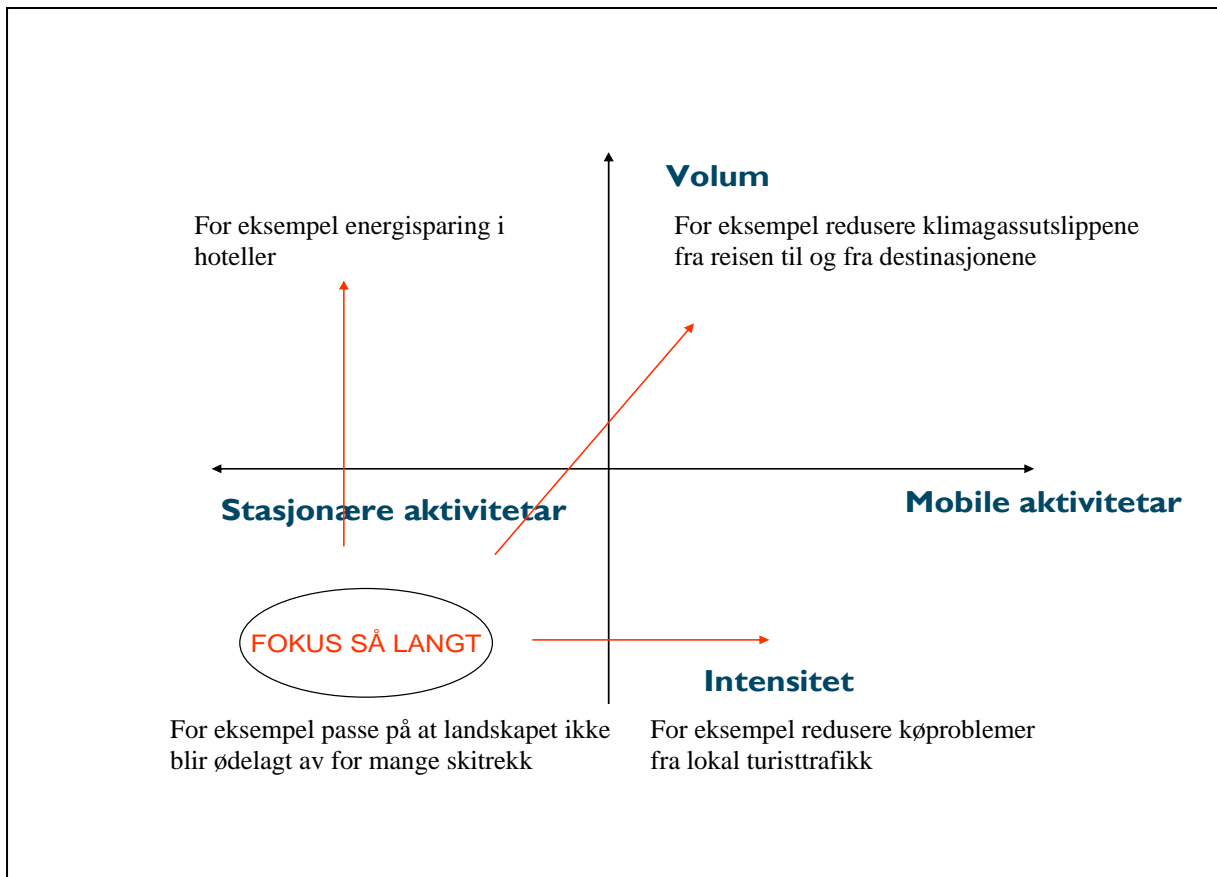 Volum
For eksempel energisparing i
hoteller
For eksempel redusere klimagassutslippene
fra reisen til og fra destinasjonene
Stasjonære aktivitetar
Mobile aktivitetar
FOKUS SÅ LANGT
Intensitet
For eksempel passe på at landskapet ikke
blir ødelagt av for mange skitrekk
For eksempel redusere køproblemer
fra lokal turisttrafikk